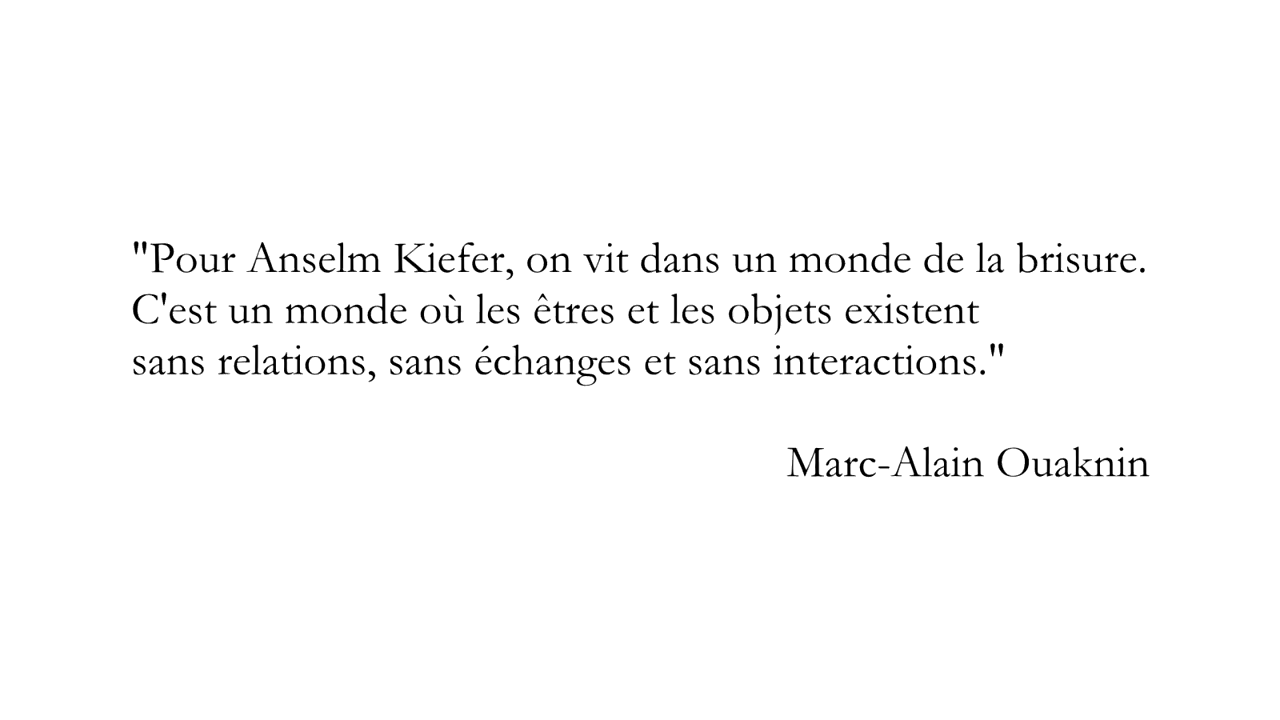 "Pour Anselm Kiefer, on vit dans un monde de la brisure.
C'est un monde où les êtres et les objets existent
sans relations, sans échanges et sans interactions."
Marc-Alain Ouaknin